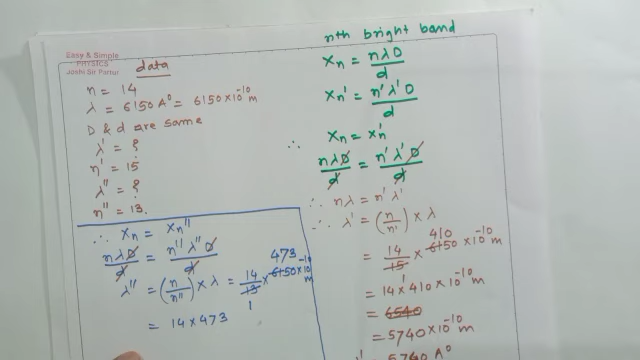 Easy & Simple
PHYSICS
Joshi Sir Partur
data
n = 14
λ = 6150 A° = 6150 × 10⁻¹⁰ m
D & d are same
λ' = ?
n' = 15
λ'' = ?
n'' = 13.
∴ Xn = Xn''
nλD/d = n''λ''D/d
λ'' = (n/n'') × λ = 14/13 × 6150 × 10⁻¹⁰ m 473 1
= 14 × 473
nth bright band
Xn = nλD/d
Xn' = n'λ'D/d
∴ Xn = Xn'
nλD/d = n'λ'D/d
∴ nλ = n'λ'
∴ λ' = (n/n') × λ
= 14/15 × 6150 × 10⁻¹⁰ m 410 1
= 14 × 410 × 10⁻¹⁰ m
= 6540
= 5740 × 10⁻¹⁰ m
λ' = 5740 A°